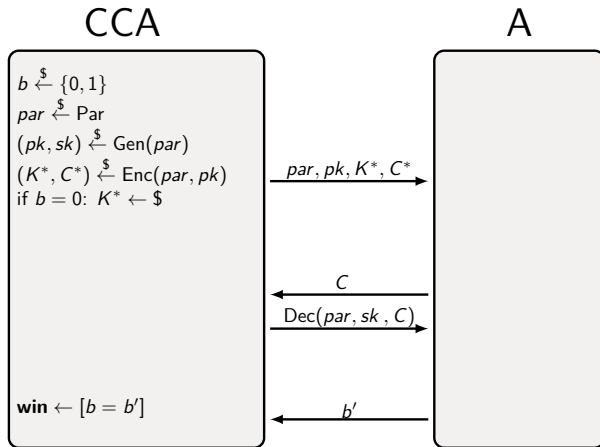 CCA
A
b $← {0, 1}
par $← Par
(pk, sk) $← Gen(par)
(K*, C*) $← Enc(par, pk)
if b = 0: K* ← $
par, pk, K*, C*
C
Dec(par, sk , C)
win ← [b = b′]
b′